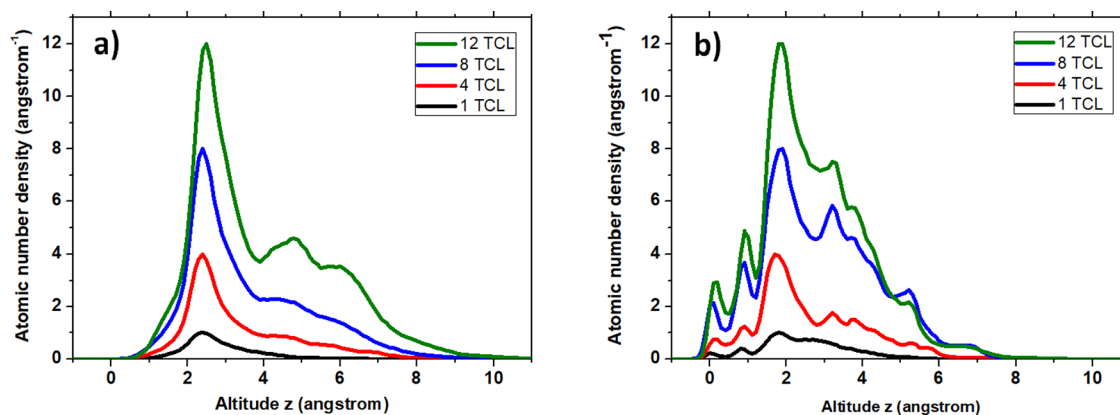 a)
12 TCL
8 TCL
4 TCL
1 TCL
Atomic number density (angstrom-1)
12
10
8
6
4
2
0
0 2 4 6 8 10
Altitude z (angstrom)
b)
12 TCL
8 TCL
4 TCL
1 TCL
Atomic number density (angstrom-1)
12
10
8
6
4
2
0
0 2 4 6 8 10
Altitude z (angstrom)